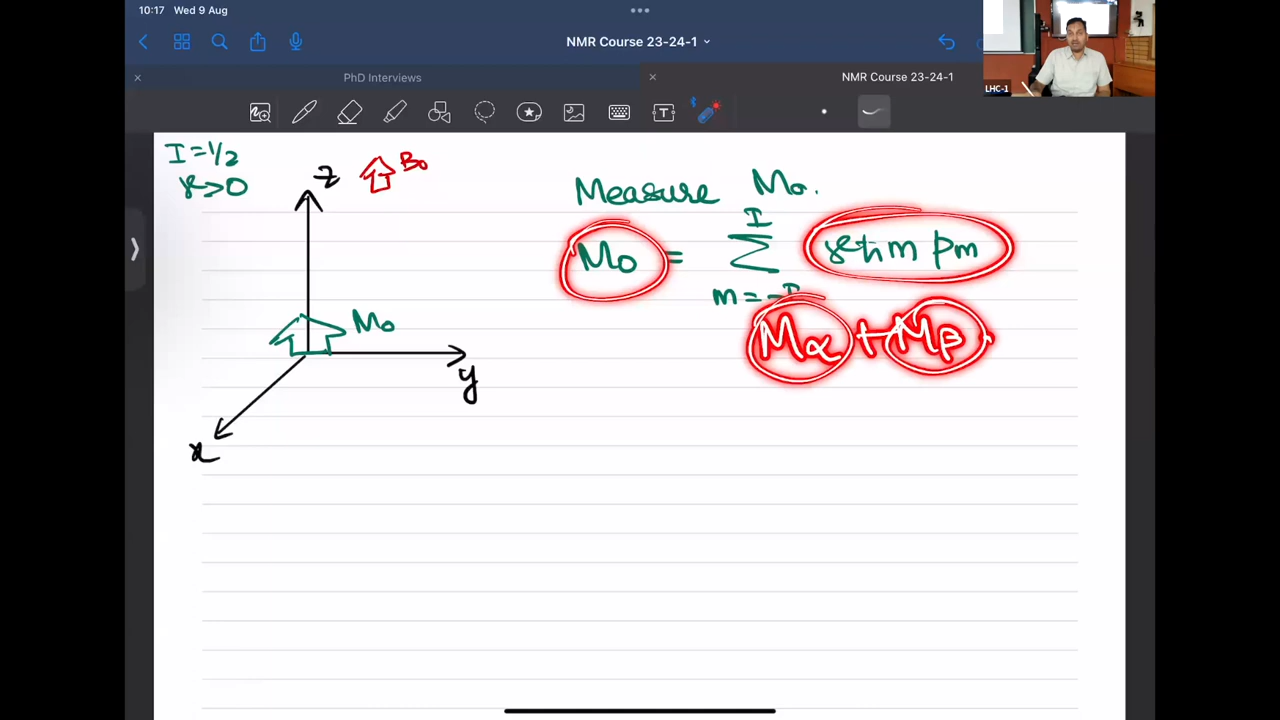 10:17 Wed 9 Aug
NMR Course 23-24-1
PhD Interviews
NMR Course 23-24-1
LHC-1
I = 1/2
γ > 0
z
B₀
M₀
y
x
Measure M₀.
M₀ = Σ γħm pm
I
m = -I
Mα + Mβ